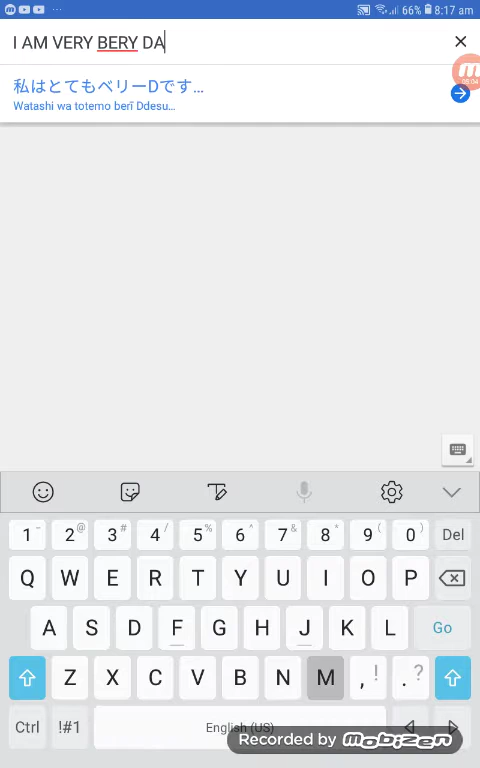 66% 8:17 am
I AM VERY BERY DA
私はとてもベリーDです...
Watashi wa totemo berī Ddesu...
05:04
1 - 2 @ 3 # 4 / 5 % 6 ^ 7 & 8 * 9 ( 0 ) Del
Q W E R T Y U I O P
A S D F G H J K L Go
Z X C V B N M , ! . ?
Ctrl !#1 English (US)
Recorded by mobizen